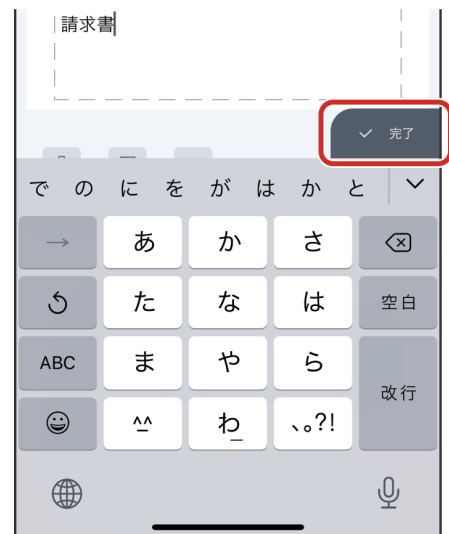 請求書
完了
でのにをがはかと
→ あ か さ
た な は 空白
ABC ま や ら
改行
^^ わ_ 、。?!